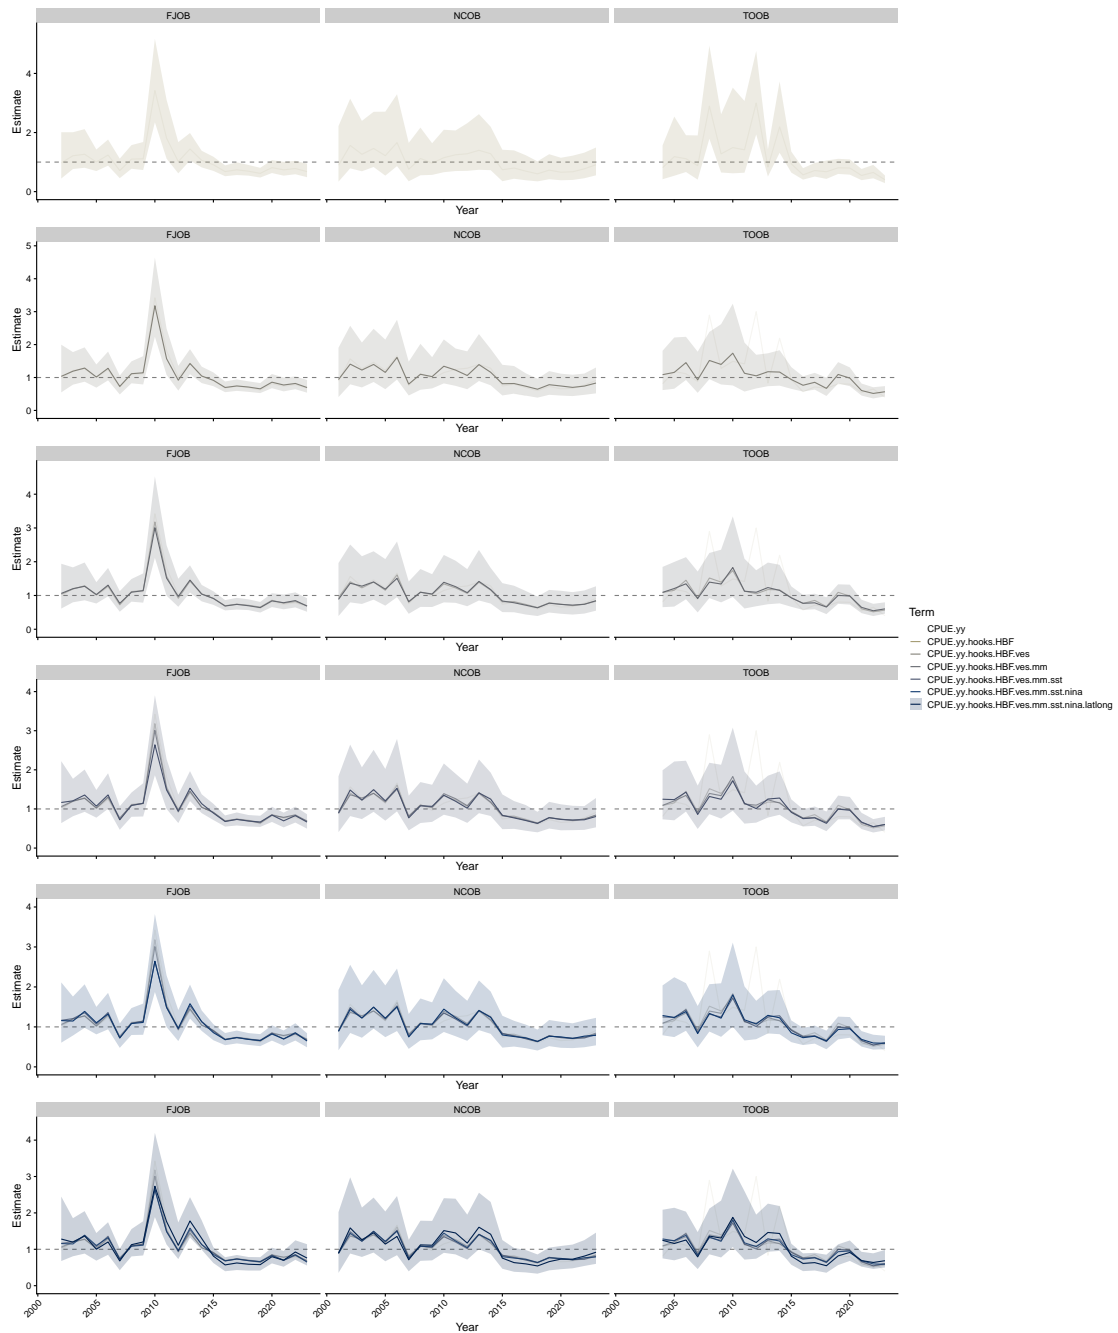 FJOB NCOB TOOB
4
2
0
Estimate
Year
FJOB NCOB TOOB
5
4
3
2
1
0
Estimate
Year
FJOB NCOB TOOB
4
3
2
1
0
Estimate
Year
Term
CPUE.yy
CPUE.yy.hooks.HBF
CPUE.yy.hooks.HBF.ves
CPUE.yy.hooks.HBF.ves.mm
CPUE.yy.hooks.HBF.ves.mm.sst
CPUE.yy.hooks.HBF.ves.mm.sst.nina
CPUE.yy.hooks.HBF.ves.mm.sst.nina.latlong
FJOB NCOB TOOB
4
3
2
1
0
Estimate
Year
FJOB NCOB TOOB
4
3
2
1
0
Estimate
Year
FJOB NCOB TOOB
4
3
2
1
0
Estimate
2000 2005 2010 2015 2020 2000 2005 2010 2015 2020 2000 2005 2010 2015 2020
Year